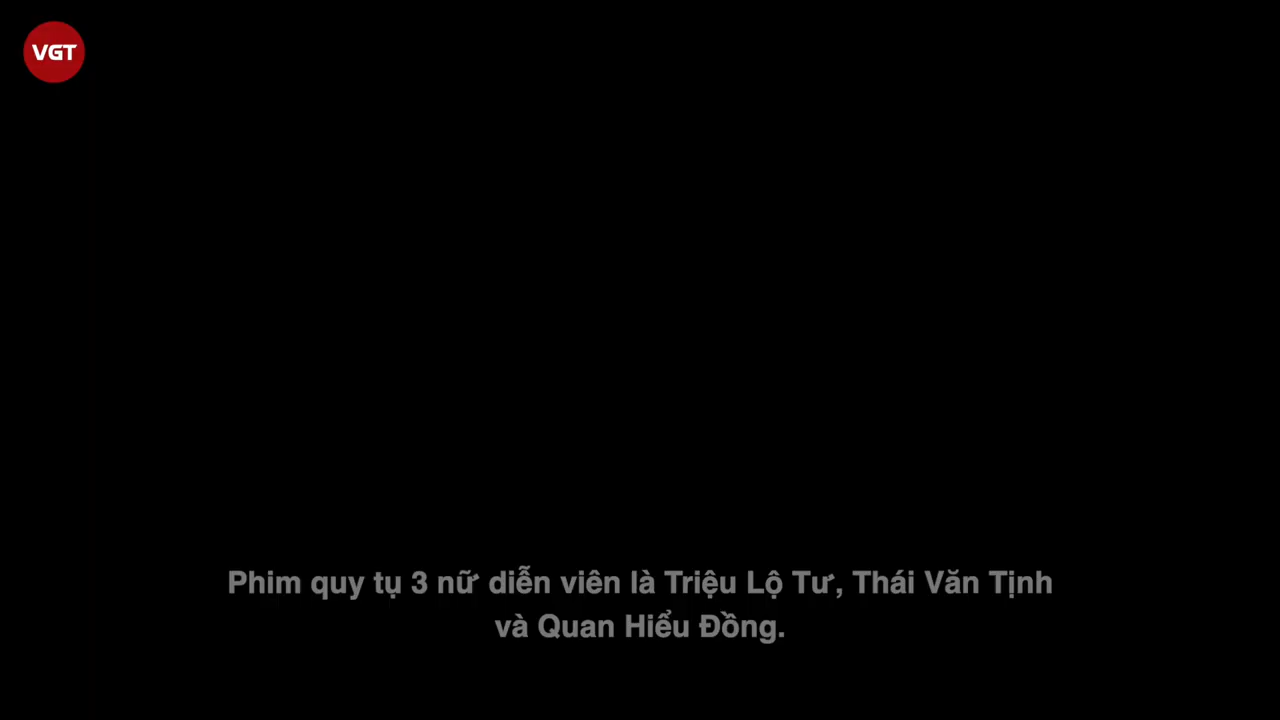 VGT
Phim quy tụ 3 nữ diễn viên là Triệu Lộ Tư, Thái Văn Tịnh
và Quan Hiểu Đồng.